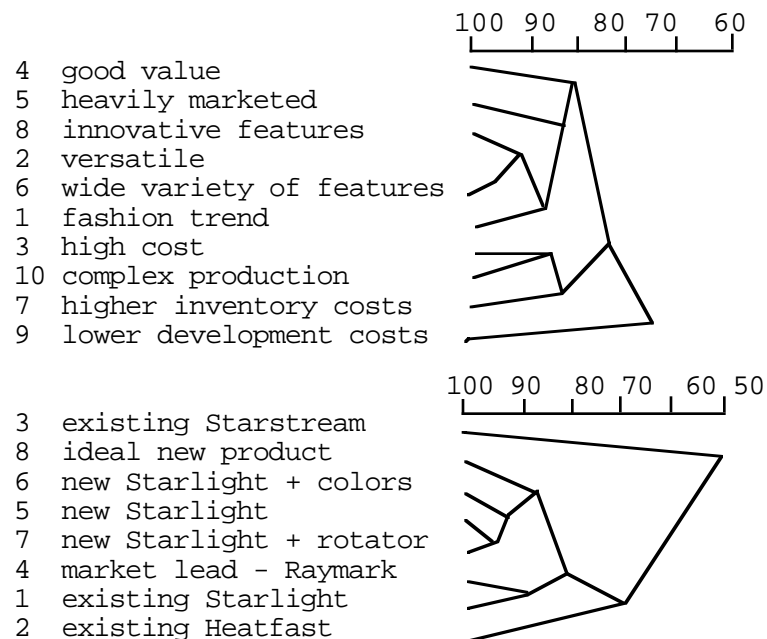 100 90 80 70 60
4 good value
5 heavily marketed
8 innovative features
2 versatile
6 wide variety of features
1 fashion trend
3 high cost
10 complex production
7 higher inventory costs
9 lower development costs
100 90 80 70 60 50
3 existing Starstream
8 ideal new product
6 new Starlight + colors
5 new Starlight
7 new Starlight + rotator
4 market lead - Raymark
1 existing Starlight
2 existing Heatfast